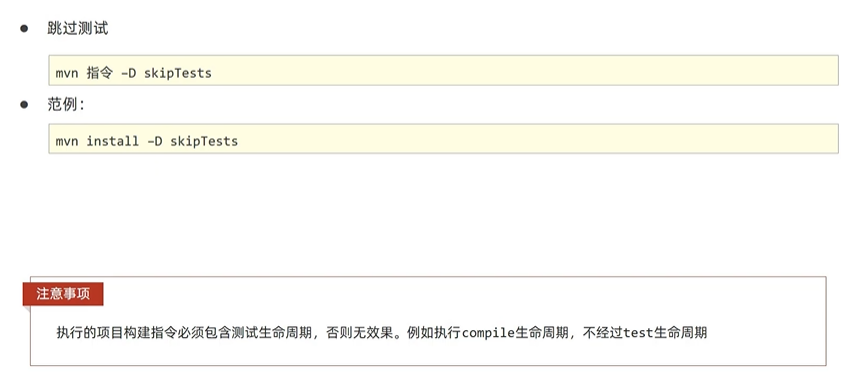 ● 跳过测试
mvn 指令 –D skipTests
● 范例：
mvn install –D skipTests
注意事项
执行的项目构建指令必须包含测试生命周期，否则无效果。例如执行compile生命周期，不经过test生命周期